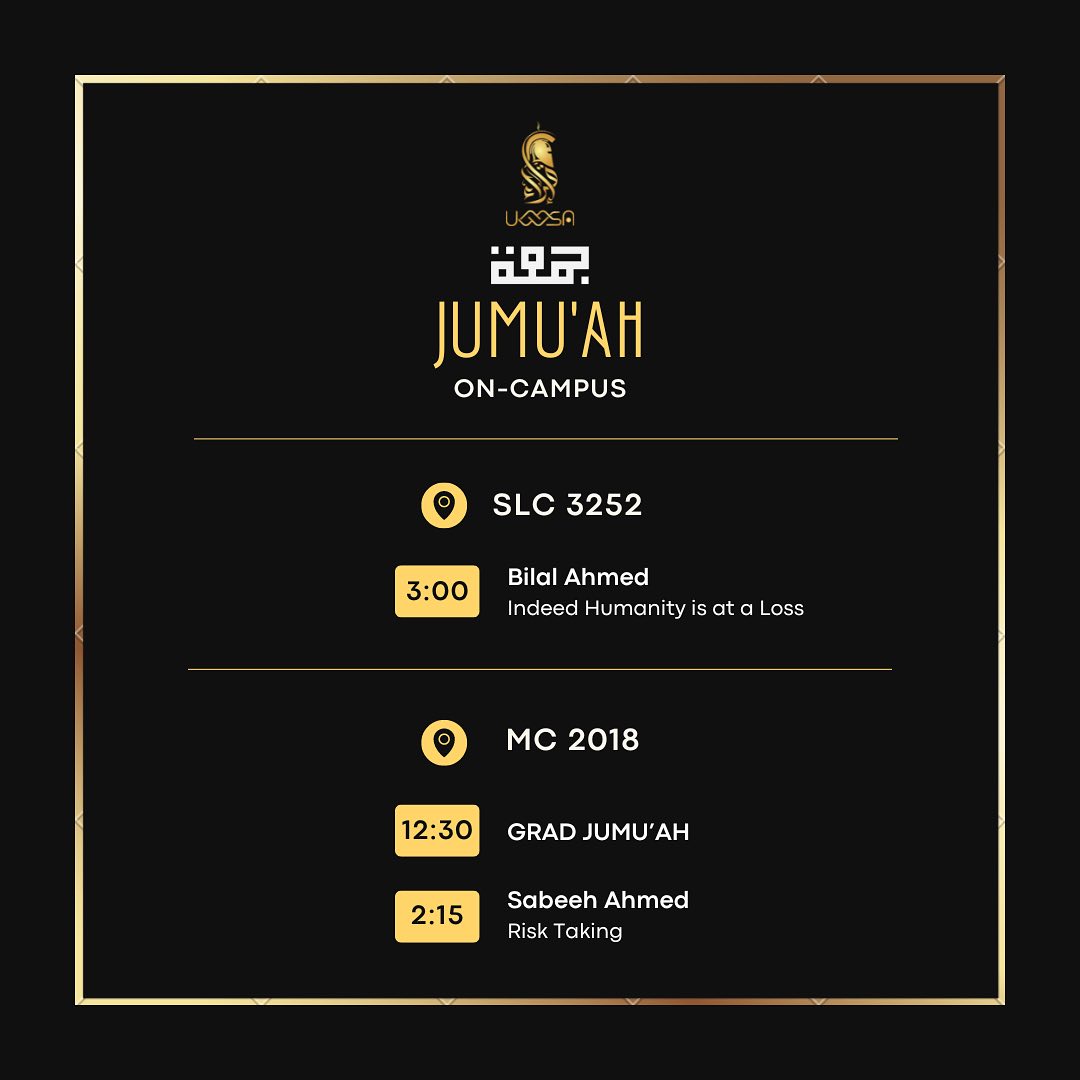 جمعة
JUMU'AH
ON-CAMPUS
SLC 3252
3:00
Bilal Ahmed
Indeed Humanity is at a Loss
MC 2018
12:30
GRAD JUMU’AH
2:15
Sabeeh Ahmed
Risk Taking